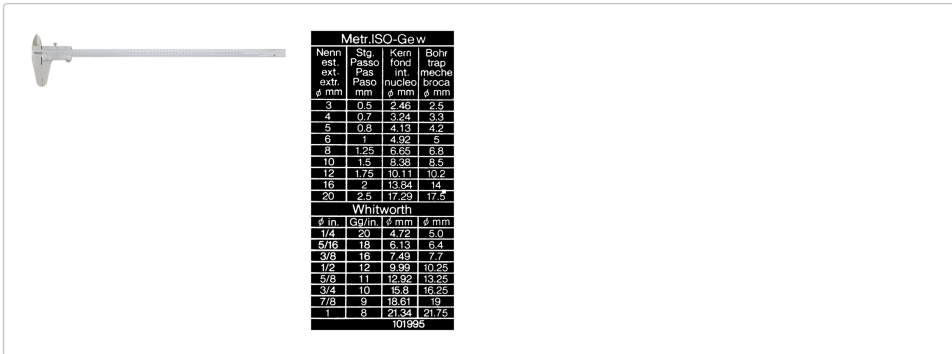 Metr.ISO-Gew
Nenn est. ext. extr. ϕ mm Stg. Passo Pas Paso mm Kern fond int. nucleo ϕ mm Bohr trap meche broca ϕ mm
3 0.5 2.46 2.5
4 0.7 3.24 3.3
5 0.8 4.13 4.2
6 1 4.92 5
8 1.25 6.65 6.8
10 1.5 8.38 8.5
12 1.75 10.11 10.2
16 2 13.84 14
20 2.5 17.29 17.5
Whitworth
ϕ in. Gg/in. ϕ mm ϕ mm
1/4 20 4.72 5.0
5/16 18 6.13 6.4
3/8 16 7.49 7.7
1/2 12 9.99 10.25
5/8 11 12.92 13.25
3/4 10 15.8 16.25
7/8 9 18.61 19
1 8 21.34 21.75
101995